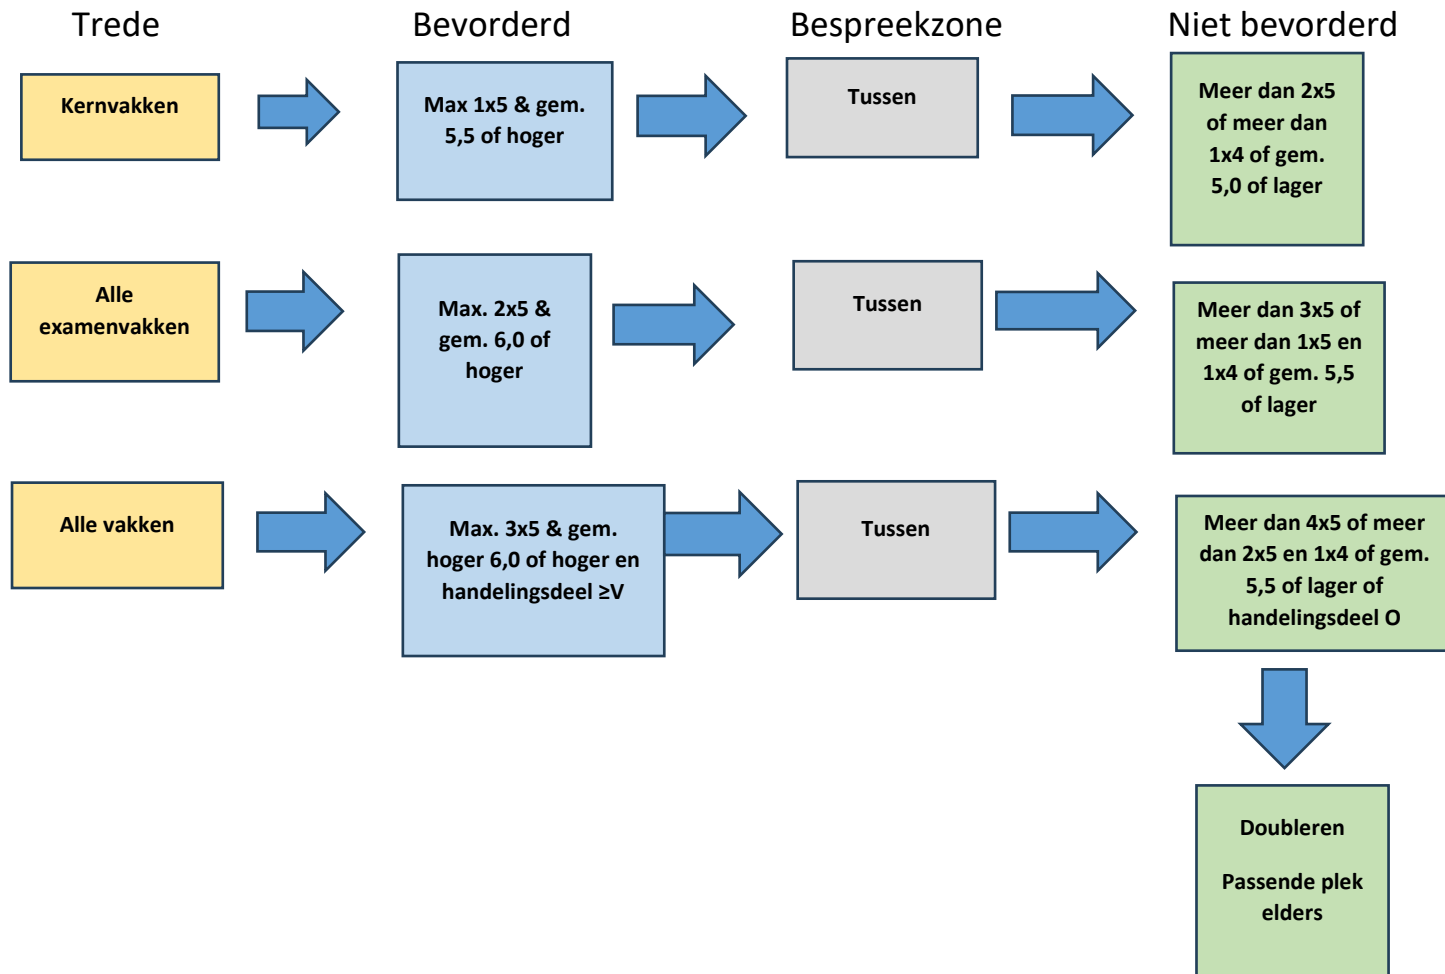 Trede
Bevorderd
Bespreekzone
Niet bevorderd
Kernvakken
Max 1x5 & gem.
5,5 of hoger
Tussen
Meer dan 2x5
of meer dan
1x4 of gem.
5,0 of lager
Alle
examenvakken
Max. 2x5 &
gem. 6,0 of
hoger
Tussen
Meer dan 3x5 of
meer dan 1x5 en
1x4 of gem. 5,5
of lager
Alle vakken
Max. 3x5 & gem.
hoger 6,0 of hoger en
handelingsdeel ≥V
Tussen
Meer dan 4x5 of meer
dan 2x5 en 1x4 of gem.
5,5 of lager of
handelingsdeel O
Doubleren
Passende plek
elders